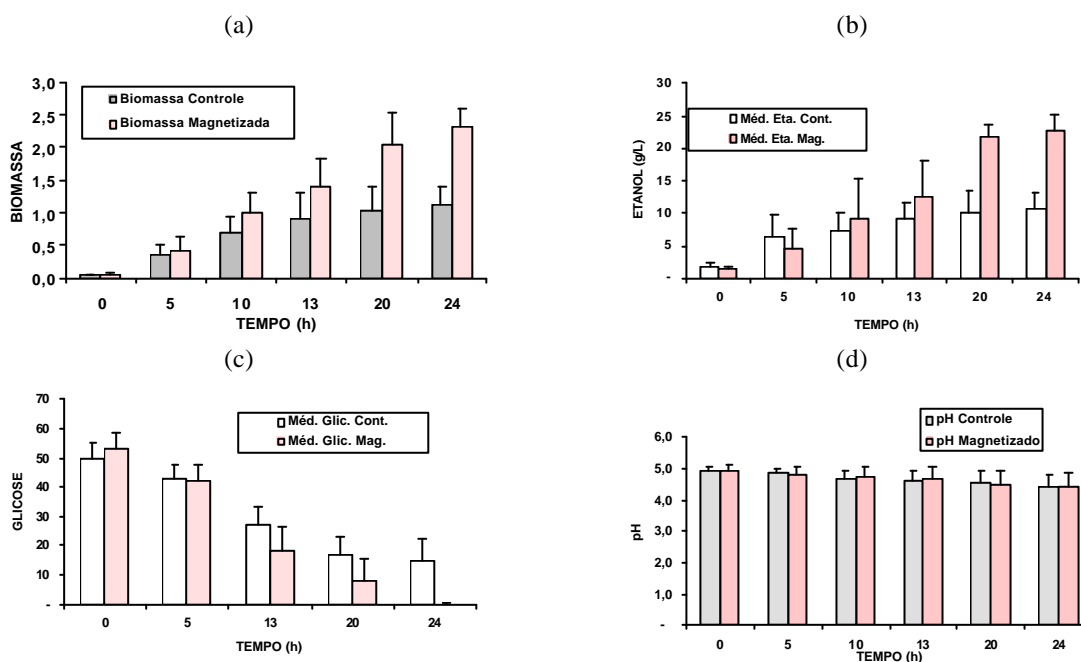 (a)
3,0
2,5
2,0
1,5
1,0
0,5
0,0
BIOMASSA
Biomassa Controle
Biomassa Magnetizada
0 5 10 13 20 24
TEMPO (h)
(b)
30
25
20
15
10
5
-
ETANOL (g/L)
Méd. Eta. Cont.
Méd. Eta. Mag.
0 5 10 13 20 24
TEMPO (h)
(c)
70
60
50
40
30
20
10
-
GLICOSE
Méd. Glic. Cont.
Méd. Glic. Mag.
0 5 13 20 24
TEMPO (h)
(d)
6,0
5,0
4,0
3,0
2,0
1,0
-
pH
pH Controle
pH Magnetizado
0 5 10 13 20 24
TEMPO (h)